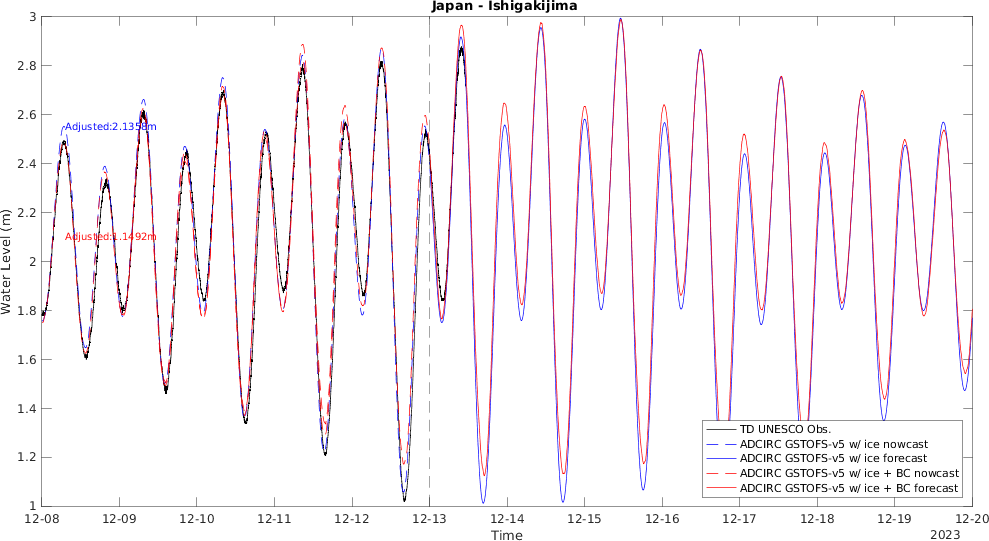 Japan - Ishigakijima
3
2.8
2.6
2.4
2.2
2
1.8
1.6
1.4
1.2
1
Water Level (m)
Adjusted:2.1358m
Adjusted:1.1492m
TD UNESCO Obs.
ADCIRC GSTOFS-v5 w/ ice nowcast
ADCIRC GSTOFS-v5 w/ ice forecast
ADCIRC GSTOFS-v5 w/ ice + BC nowcast
ADCIRC GSTOFS-v5 w/ ice + BC forecast
12-08 12-09 12-10 12-11 12-12 12-13 12-14 12-15 12-16 12-17 12-18 12-19 12-20
Time
2023